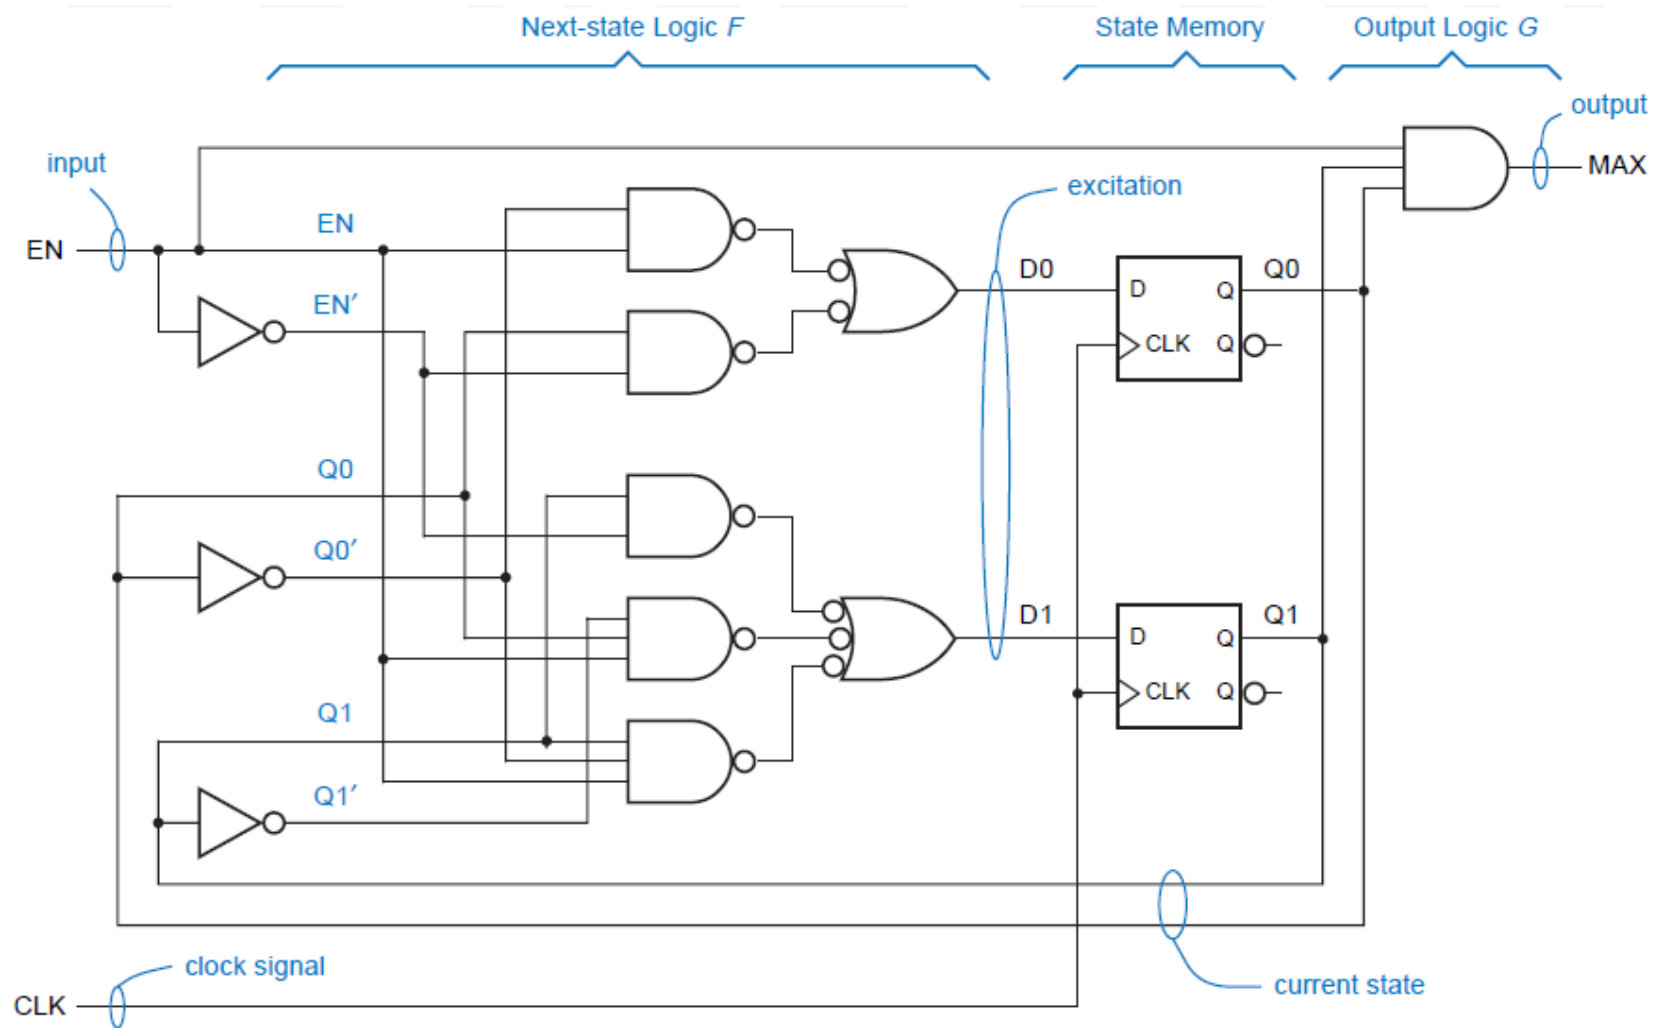 Next-state Logic F
State Memory
Output Logic G
output
input
MAX
excitation
EN
EN
EN′
D0
Q0
D
Q
CLK
Q
Q0
Q0′
D1
Q1
D
Q
CLK
Q
Q1
Q1′
clock signal
current state
CLK